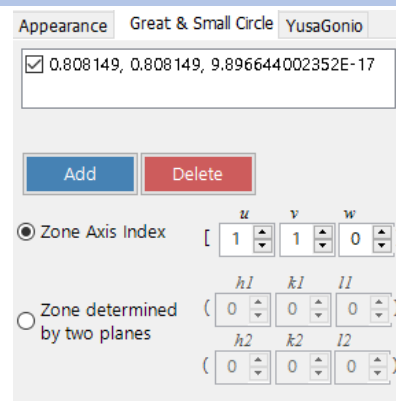 Appearance Great & Small Circle YusaGonio
0.808149, 0.808149, 9.896644002352E-17
Add Delete
u v w
Zone Axis Index [ 1 1 0
h1 k1 l1
Zone determined ( 0 0 0 )
by two planes
h2 k2 l2
( 0 0 0 )